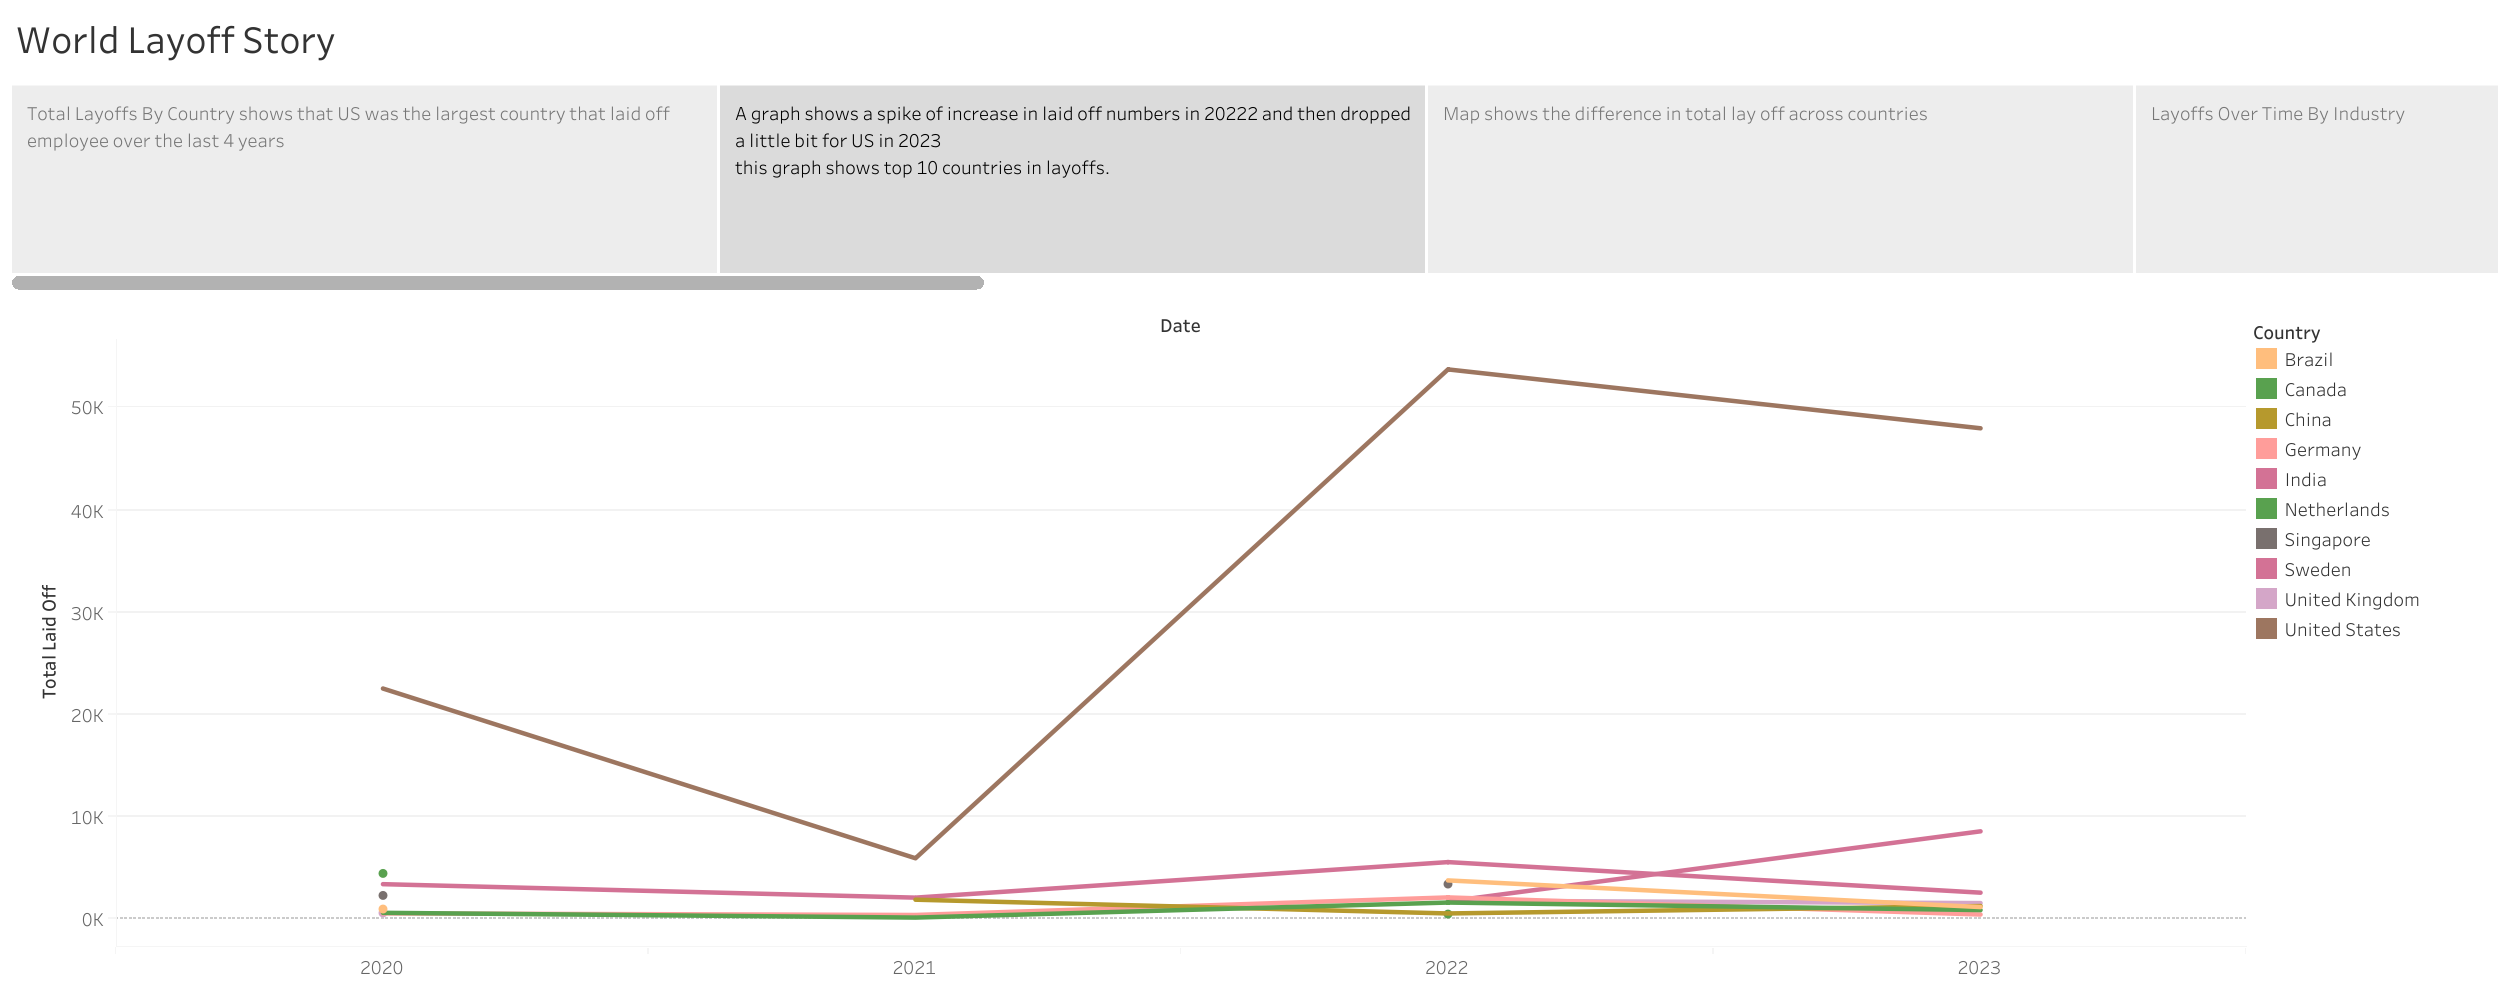 World Layoff Story
Total Layoffs By Country shows that US was the largest country that laid off
employee over the last 4 years
A graph shows a spike of increase in laid off numbers in 20222 and then dropped
a little bit for US in 2023
this graph shows top 10 countries in layoffs.
Map shows the difference in total lay off across countries
Layoffs Over Time By Industry
Date
Total Laid Off
50K
40K
30K
20K
10K
0K
2020
2021
2022
2023
Country
Brazil
Canada
China
Germany
India
Netherlands
Singapore
Sweden
United Kingdom
United States